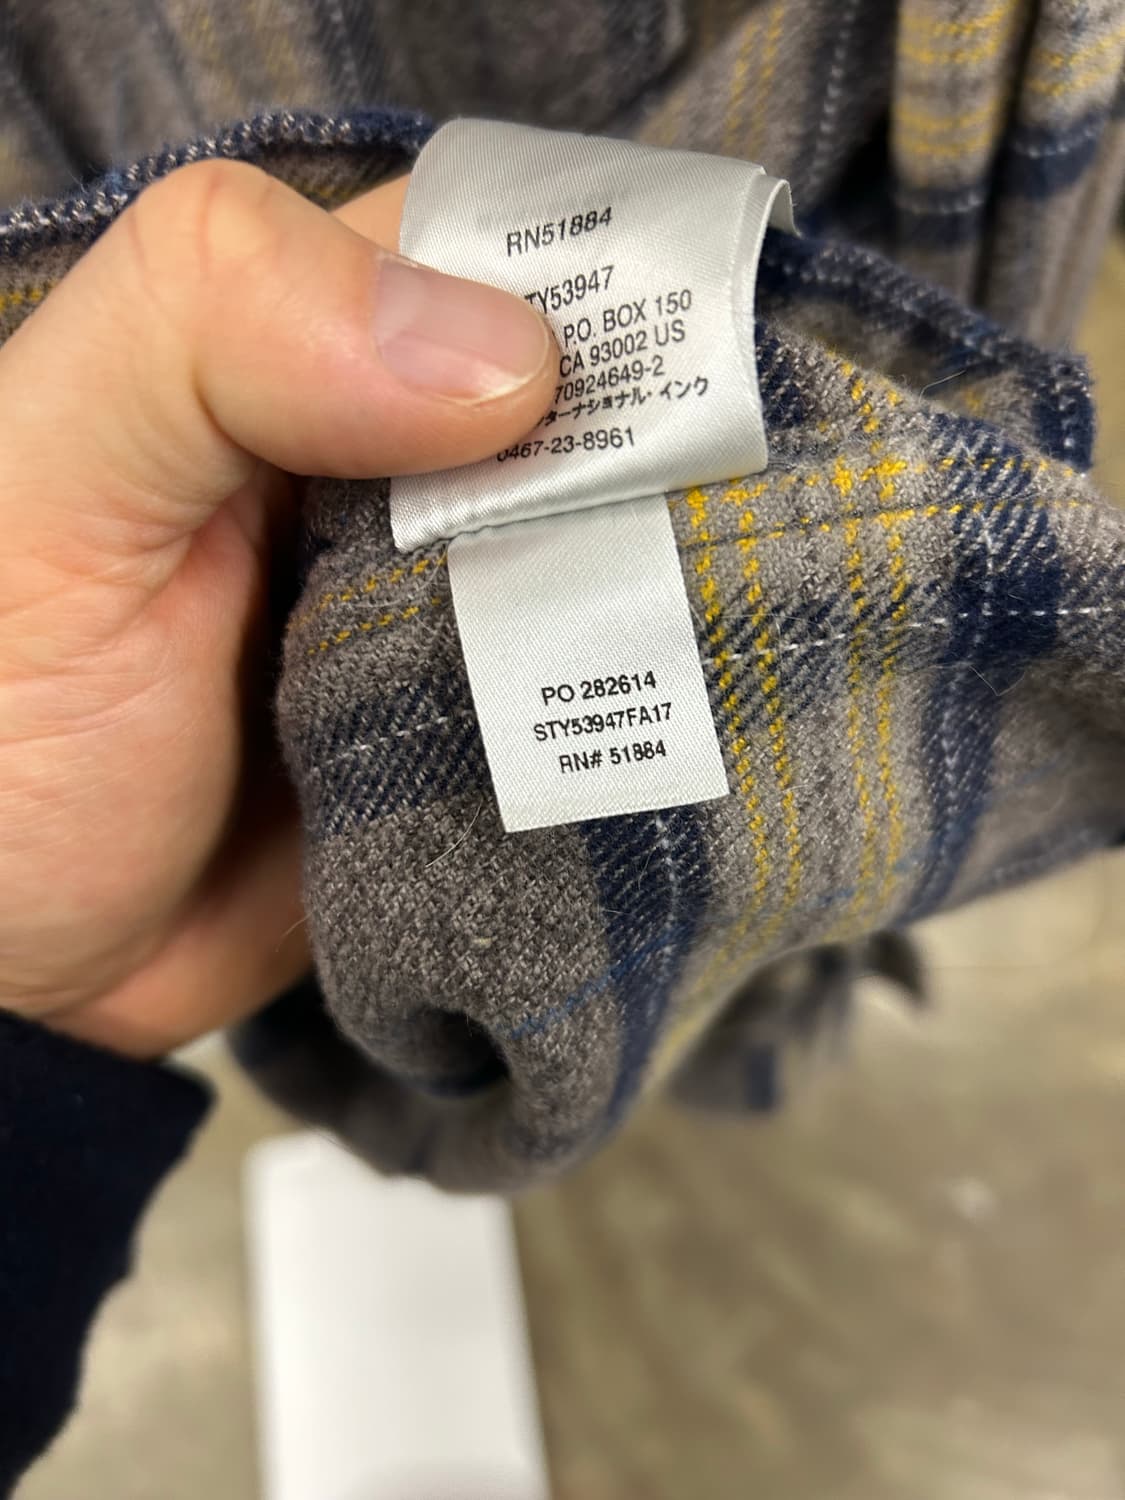 RN51884
TY53947
P.O. BOX 150
CA 93002 US
70924649-2
ターナショナル・インク
0467-23-8961
PO 282614
STY53947FA17
RN# 51884